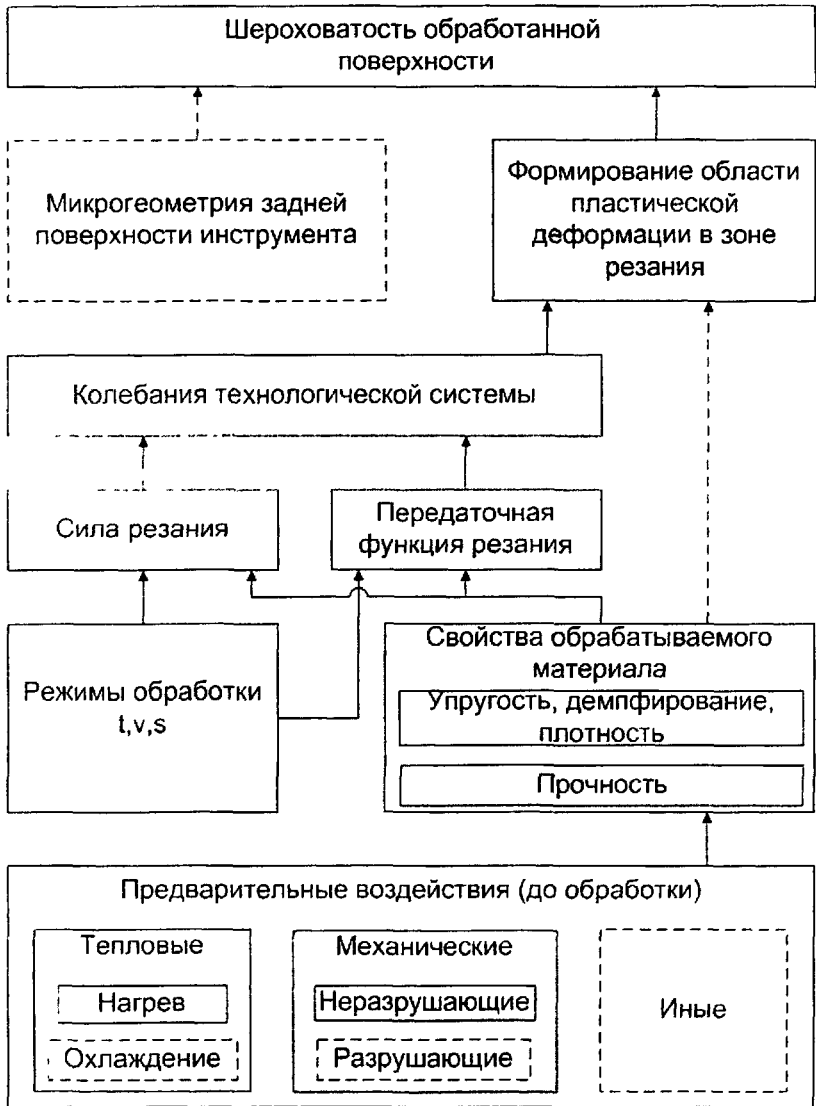 Шероховатость обработанной
поверхности
Микрогеометрия задней
поверхности инструмента
Формирование области
пластической
деформации в зоне
резания
Колебания технологической системы
Сила резания
Передаточная
функция резания
Режимы обработки
t,v,s
Свойства обрабатываемого
материала
Упругость, демпфирование,
плотность
Прочность
Предварительные воздействия (до обработки)
Тепловые
Нагрев
Охлаждение
Механические
Неразрушающие
Разрушающие
Иные